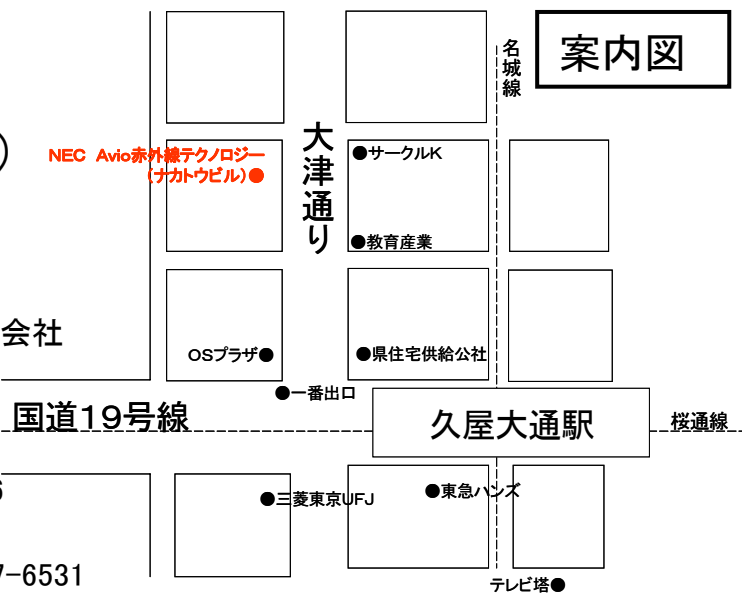 案内図
名城線
大津通り
)
NEC Avio赤外線テクノロジー
(ナカトウビル)●
●サークルK
●教育産業
会社
OSプラザ●
●県住宅供給公社
●一番出口
国道19号線
久屋大通駅
桜通線
●三菱東京UFJ
●東急ハンズ
7-6531
テレビ塔●